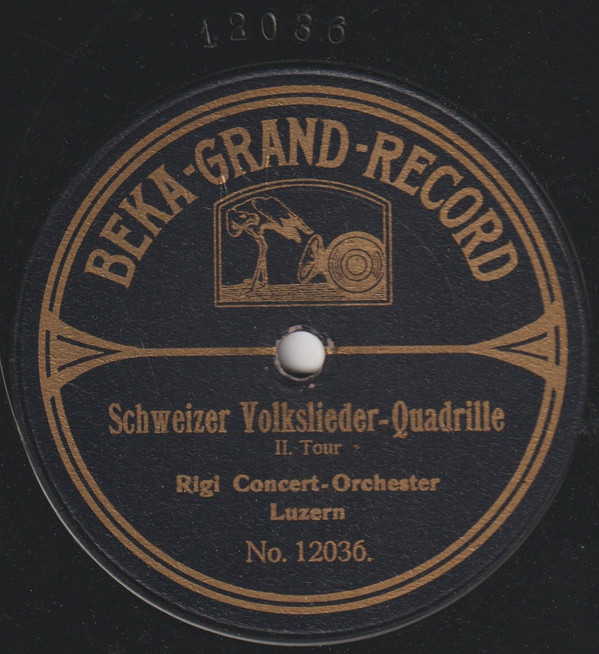 12036
BEKA-GRAND-RECORD
Schweizer Volkslieder-Quadrille
II. Tour
Rigi Concert-Orchester
Luzern
No. 12036.